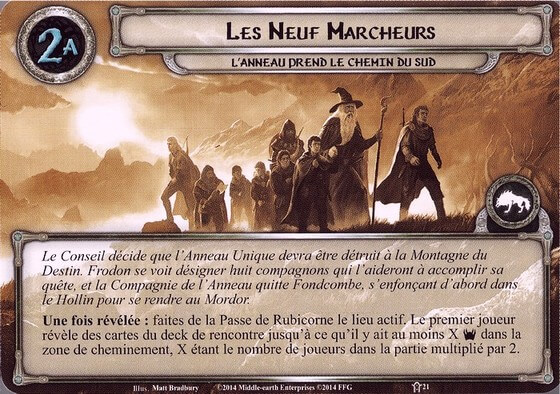 2A
Les Neuf Marcheurs
L'Anneau prend le chemin du Sud
Le Conseil décide que l'Anneau Unique devra être détruit à la Montagne du
Destin. Frodon se voit désigner huit compagnons qui l'aideront à accomplir sa
quête, et la Compagnie de l'Anneau quitte Fondcombe, s'enfonçant d'abord dans
le Hollin pour se rendre au Mordor.
Une fois révélée : faites de la Passe de Rubicorne le lieu actif. Le premier joueur
révèle des cartes du deck de rencontre jusqu'à ce qu'il y ait au moins X dans la
zone de cheminement, X étant le nombre de joueurs dans la partie multiplié par 2.
Illus. Matt Bradbury ©2014 Middle-earth Enterprises ©2014 FFG 21